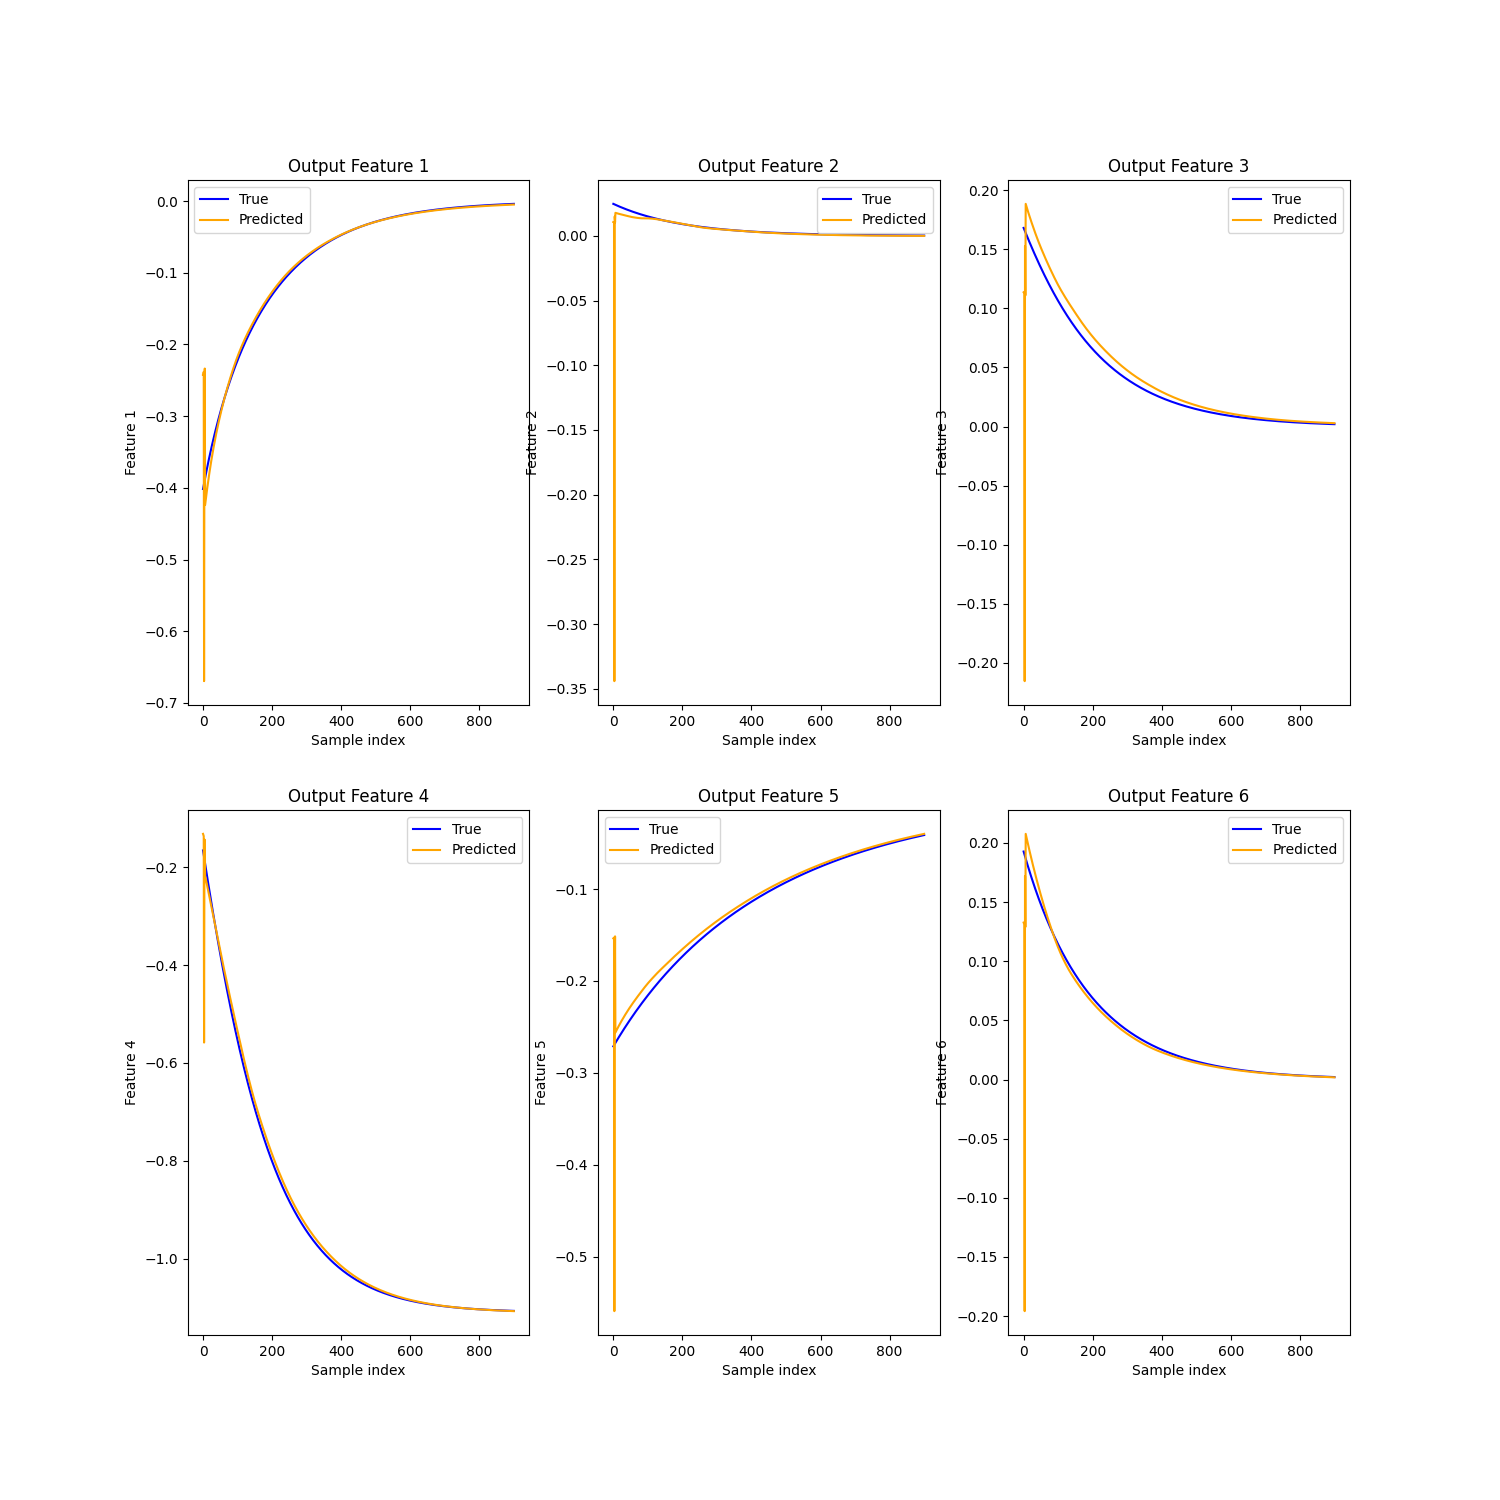 Output Feature 1
Output Feature 2
Output Feature 3
True
Predicted
True
Predicted
True
Predicted
0.0
−0.1
−0.2
−0.3
−0.4
−0.5
−0.6
−0.7
Feature 1
0 200 400 600 800
Sample index
0.00
−0.05
−0.10
−0.15
−0.20
−0.25
−0.30
−0.35
Feature 2
0 200 400 600 800
Sample index
0.20
0.15
0.10
0.05
0.00
−0.05
−0.10
−0.15
−0.20
Feature 3
0 200 400 600 800
Sample index
Output Feature 4
Output Feature 5
Output Feature 6
True
Predicted
True
Predicted
True
Predicted
−0.2
−0.4
−0.6
−0.8
−1.0
Feature 4
0 200 400 600 800
Sample index
−0.1
−0.2
−0.3
−0.4
−0.5
Feature 5
0 200 400 600 800
Sample index
0.20
0.15
0.10
0.05
0.00
−0.05
−0.10
−0.15
−0.20
Feature 6
0 200 400 600 800
Sample index